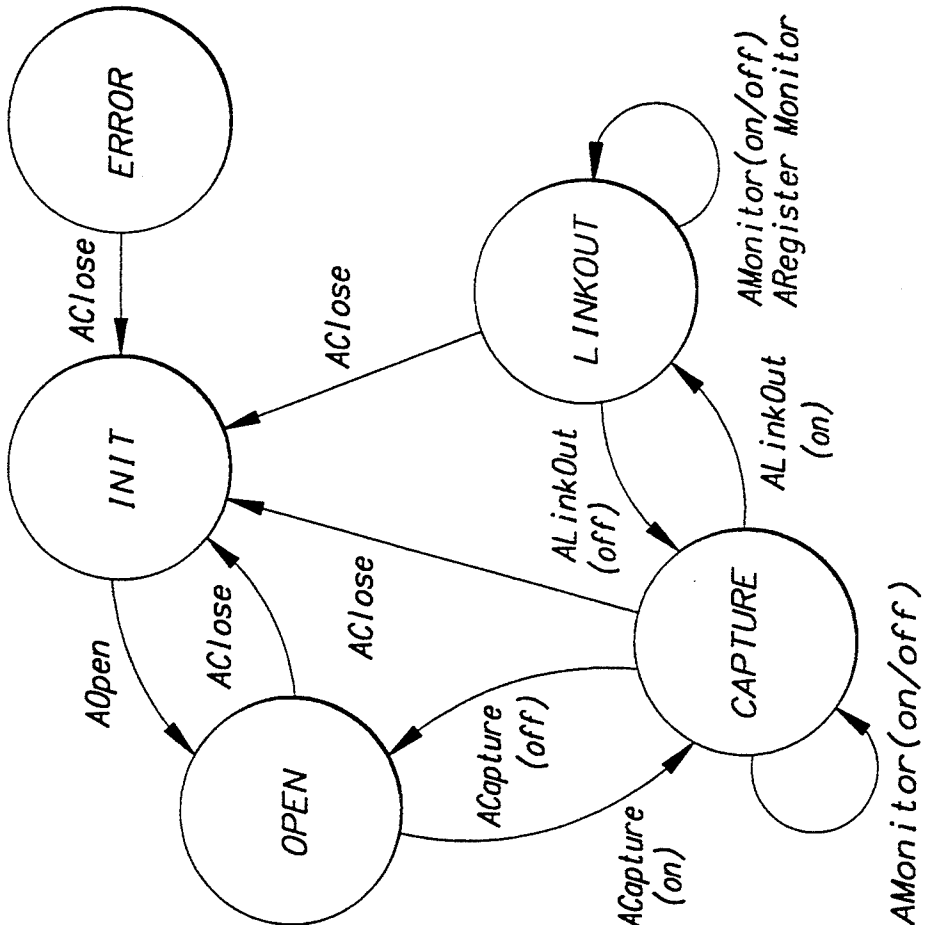 ERROR
AClose
INIT
AClose
LINKOUT
AMonitor(on/off)
ARegister Monitor
AOpen
AClose
AClose
ALinkOut
(off)
ALinkOut
(on)
OPEN
ACapture
(off)
CAPTURE
ACapture
(on)
AMonitor(on/off)